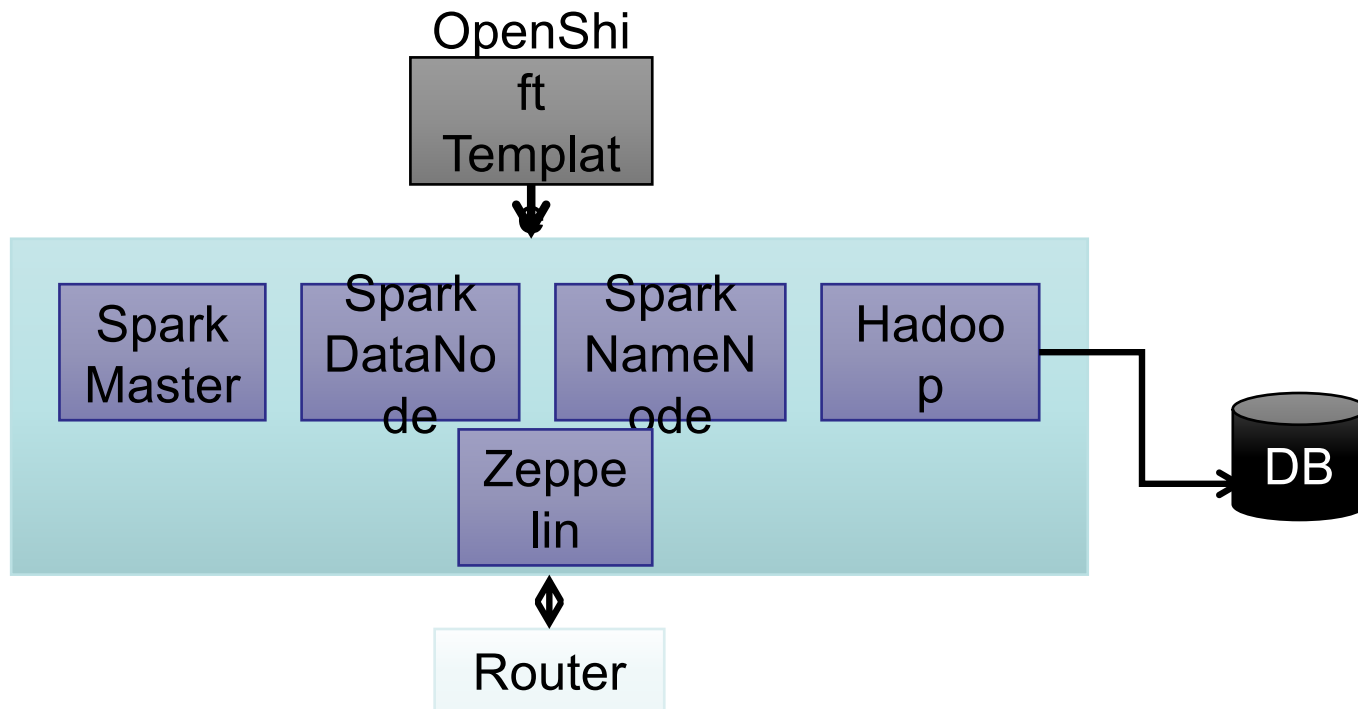 OpenShi
ft
Templat
e
Spark
Master
Spark
DataNo
de
Spark
NameN
ode
Hadoo
p
Zeppe
lin
DB
Router